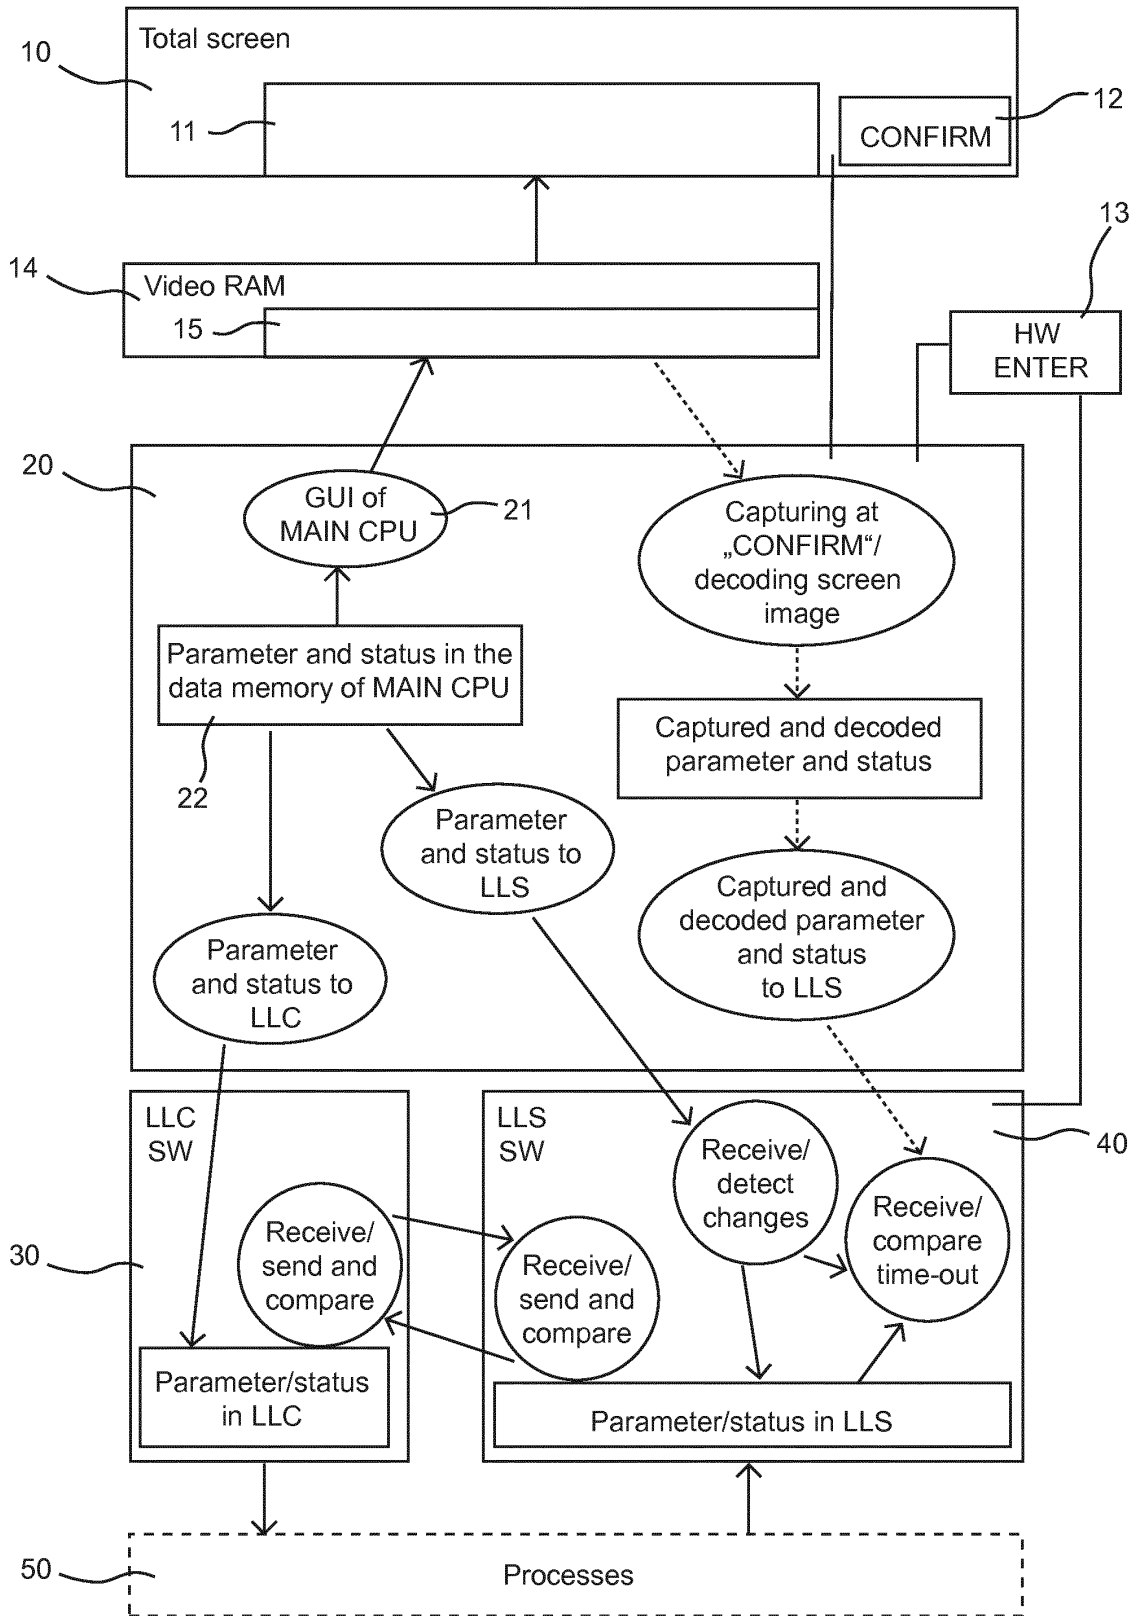 Total screen
10
11
12
CONFIRM
13
14
Video RAM
15
HW
ENTER
20
GUI of
MAIN CPU
21
Capturing at
„CONFIRM“/
decoding screen
image
Parameter and status in the
data memory of MAIN CPU
22
Captured and decoded
parameter and status
Parameter
and status to
LLS
Captured and
decoded parameter
and status
to LLS
Parameter
and status to
LLC
LLC
SW
LLS
SW
40
Receive/
detect
changes
Receive/
compare
time-out
30
Receive/
send and
compare
Receive/
send and
compare
Parameter/status
in LLC
Parameter/status in LLS
50
Processes